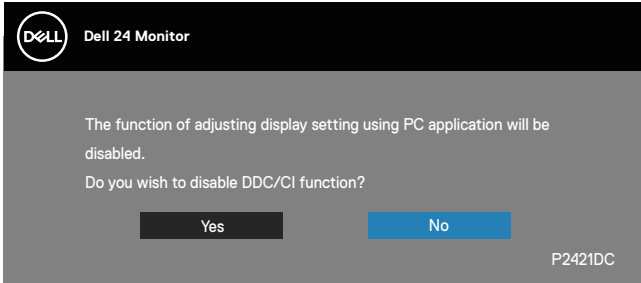 DELL
Dell 24 Monitor
The function of adjusting display setting using PC application will be
disabled.
Do you wish to disable DDC/CI function?
Yes
No
P2421DC